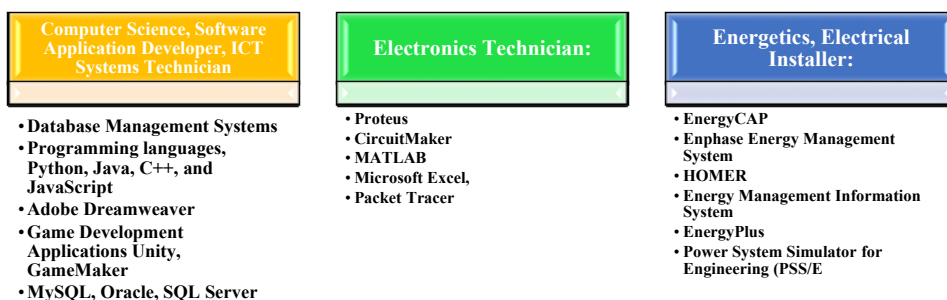 Computer Science, Software
Application Developer, ICT
Systems Technician
• Database Management Systems
• Programming languages,
Python, Java, C++, and
JavaScript
• Adobe Dreamweaver
• Game Development
Applications Unity,
GameMaker
• MySQL, Oracle, SQL Server
Electronics Technician:
• Proteus
• CircuitMaker
• MATLAB
• Microsoft Excel,
• Packet Tracer
Energetics, Electrical
Installer:
• EnergyCAP
• Enphase Energy Management
System
• HOMER
• Energy Management Information
System
• EnergyPlus
• Power System Simulator for
Engineering (PSS/E